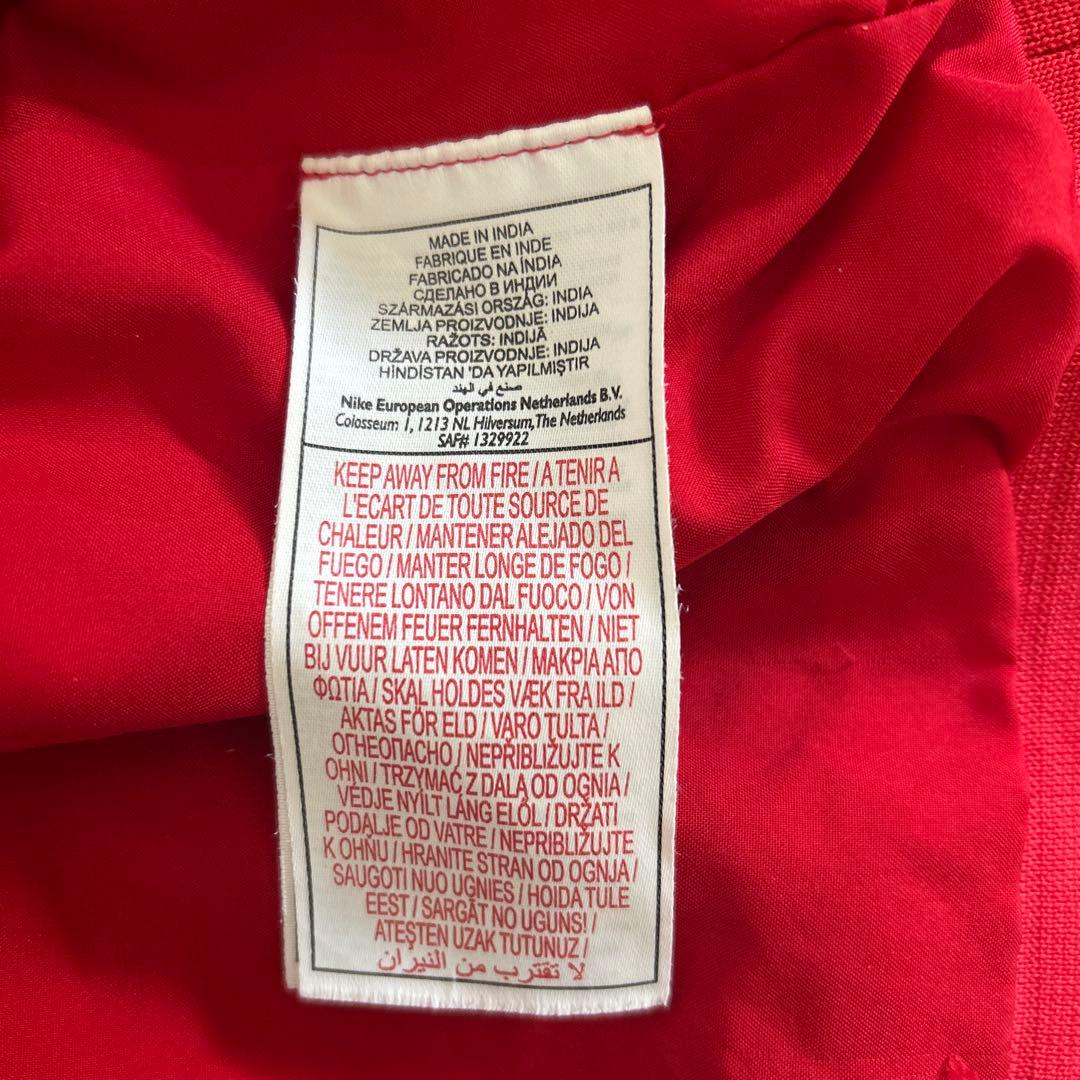 MADE IN INDIA
FABRIQUE EN INDE
FABRICADO NA ÍNDIA
СДЕЛАНО В ИНДИИ
SZÁRMAZÁSI ORSZÁG: INDIA
ZEMLJA PROIZVODNJE: INDIJA
RAŽOTS: INDIJĀ
DRŽAVA PROIZVODNJE: INDIJA
HİNDİSTAN 'DA YAPILMIŞTIR
صنع في الهند
Nike European Operations Netherlands B.V.
Colosseum 1, 1213 NL Hilversum, The Netherlands
SAF# 1329922
KEEP AWAY FROM FIRE / A TENIR A
L'ECART DE TOUTE SOURCE DE
CHALEUR / MANTENER ALEJADO DEL
FUEGO / MANTER LONGE DE FOGO /
TENERE LONTANO DAL FUOCO / VON
OFFENEM FEUER FERNHALTEN / NIET
BIJ VUUR LATEN KOMEN / ΜΑΚΡΙΑ ΑΠΟ
ΦΩΤΙΑ / SKAL HOLDES VÆK FRA ILD /
AKTAS FÖR ELD / VARO TULTA /
ОГНЕОПАСНО / NEPŘIBLIŽUJTE K
OHNI / TRZYMAĆ Z DALA OD OGNIA /
VÉDJE NYÍLT LÁNG ELŐL / DRŽATI
PODALJE OD VATRE / NEPRIBLIŽUJTE
K OHŇU / HRANITE STRAN OD OGNJA /
SAUGOTI NUO UGNIES / HOIDA TULE
EEST / SARGĀT NO UGUNS! /
ATEŞTEN UZAK TUTUNUZ /
لا تقترب من النيران